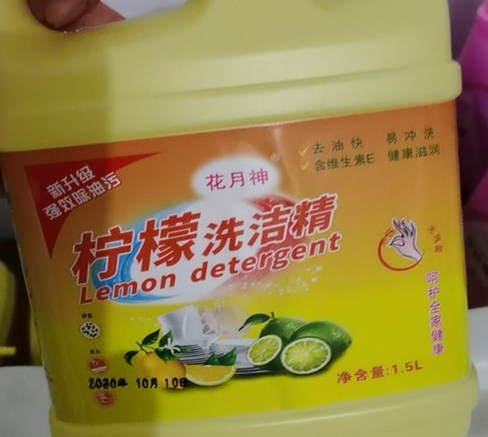 新升级
强效除油污
花月神®
去油快 易冲洗
含维生素E 健康滋润
柠檬洗洁精
Lemon detergent
呵护全家健康
2020年 10月10日
净含量:1.5L